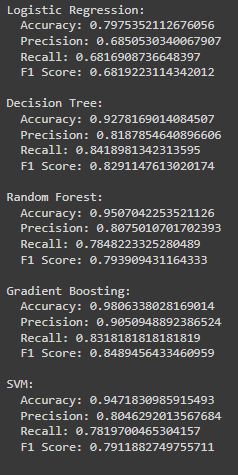 Logistic Regression:
Accuracy: 0.7975352112676056
Precision: 0.6850530340067907
Recall: 0.6816908736648397
F1 Score: 0.6819223114342012
Decision Tree:
Accuracy: 0.9278169014084507
Precision: 0.8187854640896606
Recall: 0.8418981342313595
F1 Score: 0.8291147613020174
Random Forest:
Accuracy: 0.9507042253521126
Precision: 0.8075010701702393
Recall: 0.7848223325280489
F1 Score: 0.793909431164333
Gradient Boosting:
Accuracy: 0.9806338028169014
Precision: 0.9050948892386524
Recall: 0.8318181818181819
F1 Score: 0.8489456433460959
SVM:
Accuracy: 0.9471830985915493
Precision: 0.8046292013567684
Recall: 0.7819700465304157
F1 Score: 0.7911882749755711